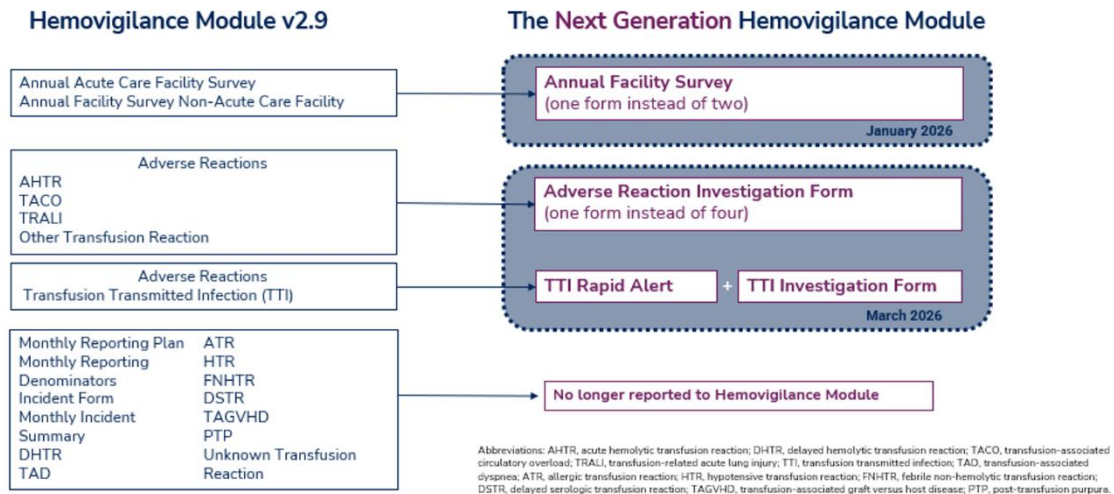 Hemovigilance Module v2.9
The Next Generation Hemovigilance Module
Annual Acute Care Facility Survey
Annual Facility Survey Non-Acute Care Facility
Annual Facility Survey
(one form instead of two)
January 2026
Adverse Reactions
AHTR
TACO
TRALI
Other Transfusion Reaction
Adverse Reaction Investigation Form
(one form instead of four)
Adverse Reactions
Transfusion Transmitted Infection (TTI)
TTI Rapid Alert + TTI Investigation Form
March 2026
Monthly Reporting Plan
Monthly Reporting
Denominators
Incident Form
Monthly Incident
Summary
DHTR
TAD
ATR
HTR
FNHTR
DSTR
TAGVHD
PTP
Unknown Transfusion
Reaction
No longer reported to Hemovigilance Module
Abbreviations: AHTR, acute hemolytic transfusion reaction; DHTR, delayed hemolytic transfusion reaction; TACO, transfusion-associated
circulatory overload; TRALI, transfusion-related acute lung injury; TTI, transfusion transmitted infection; TAD, transfusion-associated
dyspnea; ATR, allergic transfusion reaction; HTR, hypotensive transfusion reaction; FNHTR, febrile non-hemolytic transfusion reaction;
DSTR, delayed serologic transfusion reaction; TAGVHD, transfusion-associated graft versus host disease; PTP, post-transfusion purpura.